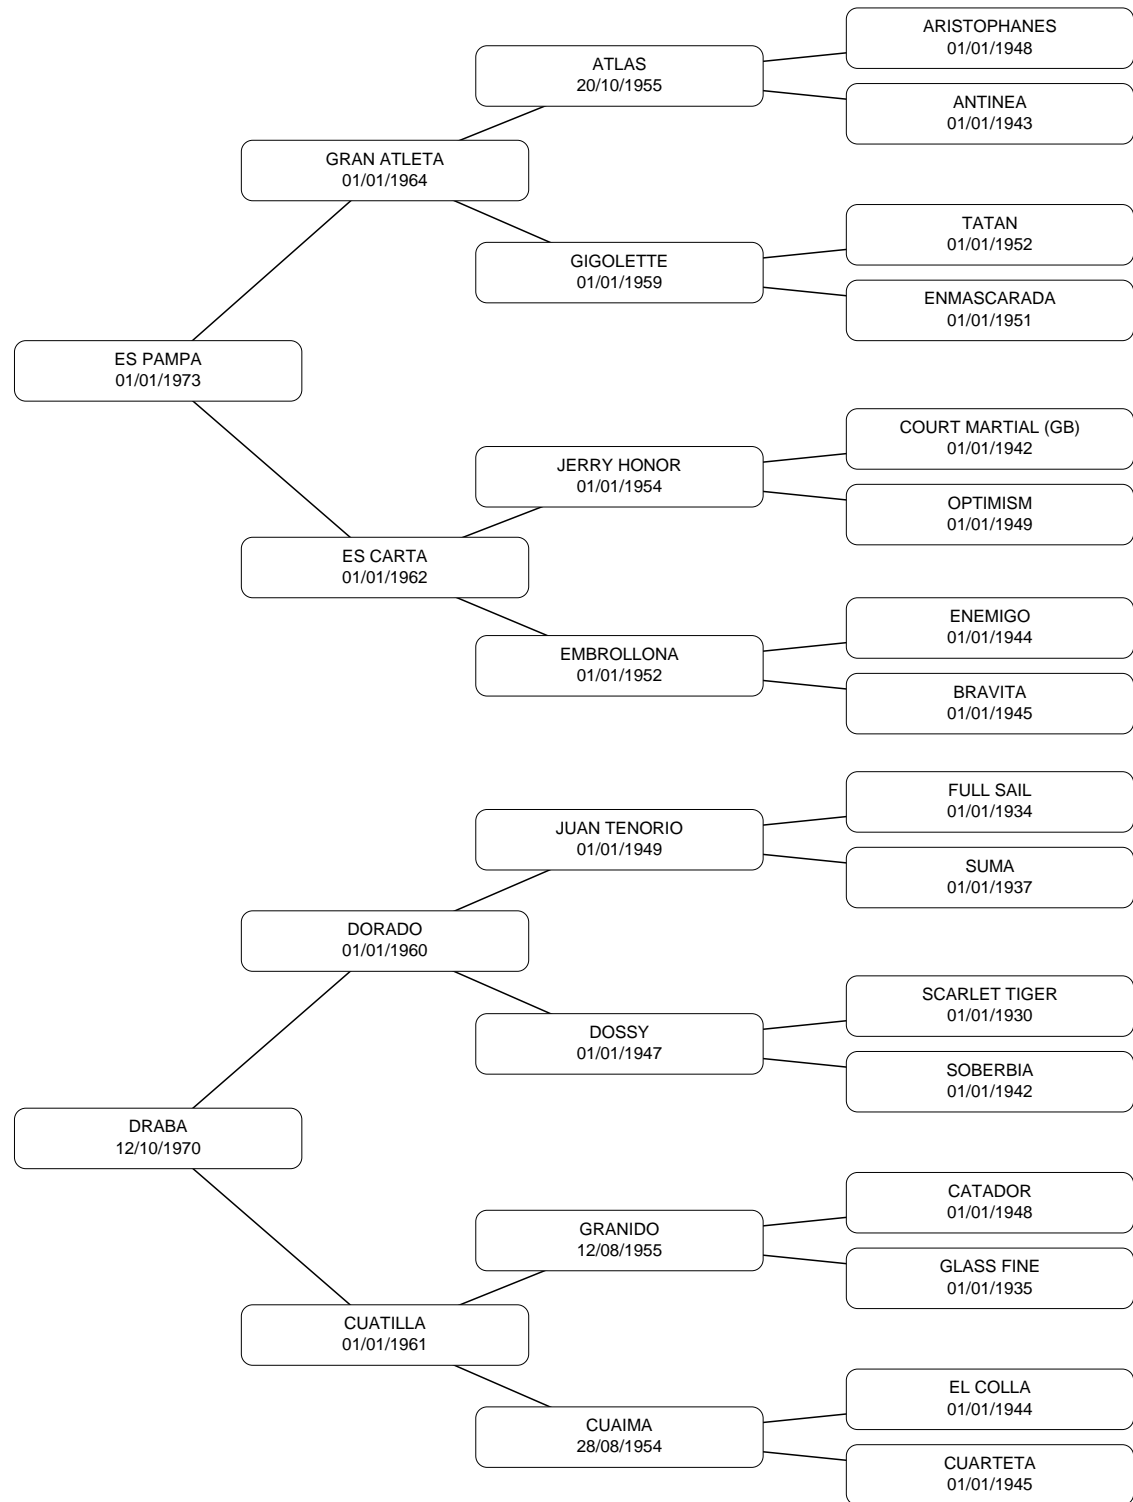 ARISTOPHANES
01/01/1948
ATLAS
20/10/1955
ANTINEA
01/01/1943
GRAN ATLETA
01/01/1964
TATAN
01/01/1952
GIGOLETTE
01/01/1959
ENMASCARADA
01/01/1951
ES PAMPA
01/01/1973
COURT MARTIAL (GB)
01/01/1942
JERRY HONOR
01/01/1954
OPTIMISM
01/01/1949
ES CARTA
01/01/1962
ENEMIGO
01/01/1944
EMBROLLONA
01/01/1952
BRAVITA
01/01/1945
FULL SAIL
01/01/1934
JUAN TENORIO
01/01/1949
SUMA
01/01/1937
DORADO
01/01/1960
SCARLET TIGER
01/01/1930
DOSSY
01/01/1947
SOBERBIA
01/01/1942
DRABA
12/10/1970
CATADOR
01/01/1948
GRANIDO
12/08/1955
GLASS FINE
01/01/1935
CUATILLA
01/01/1961
EL COLLA
01/01/1944
CUAIMA
28/08/1954
CUARTETA
01/01/1945